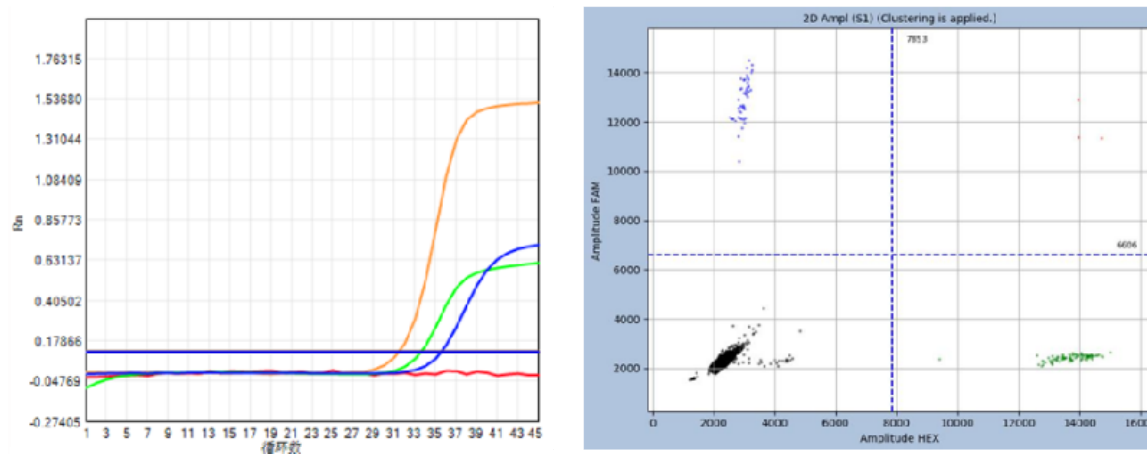 1.76315
1.53680
1.31044
1.08409
0.85773
0.63137
0.40502
0.17866
-0.04769
-0.27405
Rn
1 3 5 7 9 11 13 15 17 19 21 23 25 27 29 31 33 35 37 39 41 43 45
循环数
2D Ampl (S1) (Clustering is applied.)
7853
14000
12000
10000
8000
6000
4000
2000
Amplitude FAM
0 2000 4000 6000 8000 10000 12000 14000
Amplitude HEX